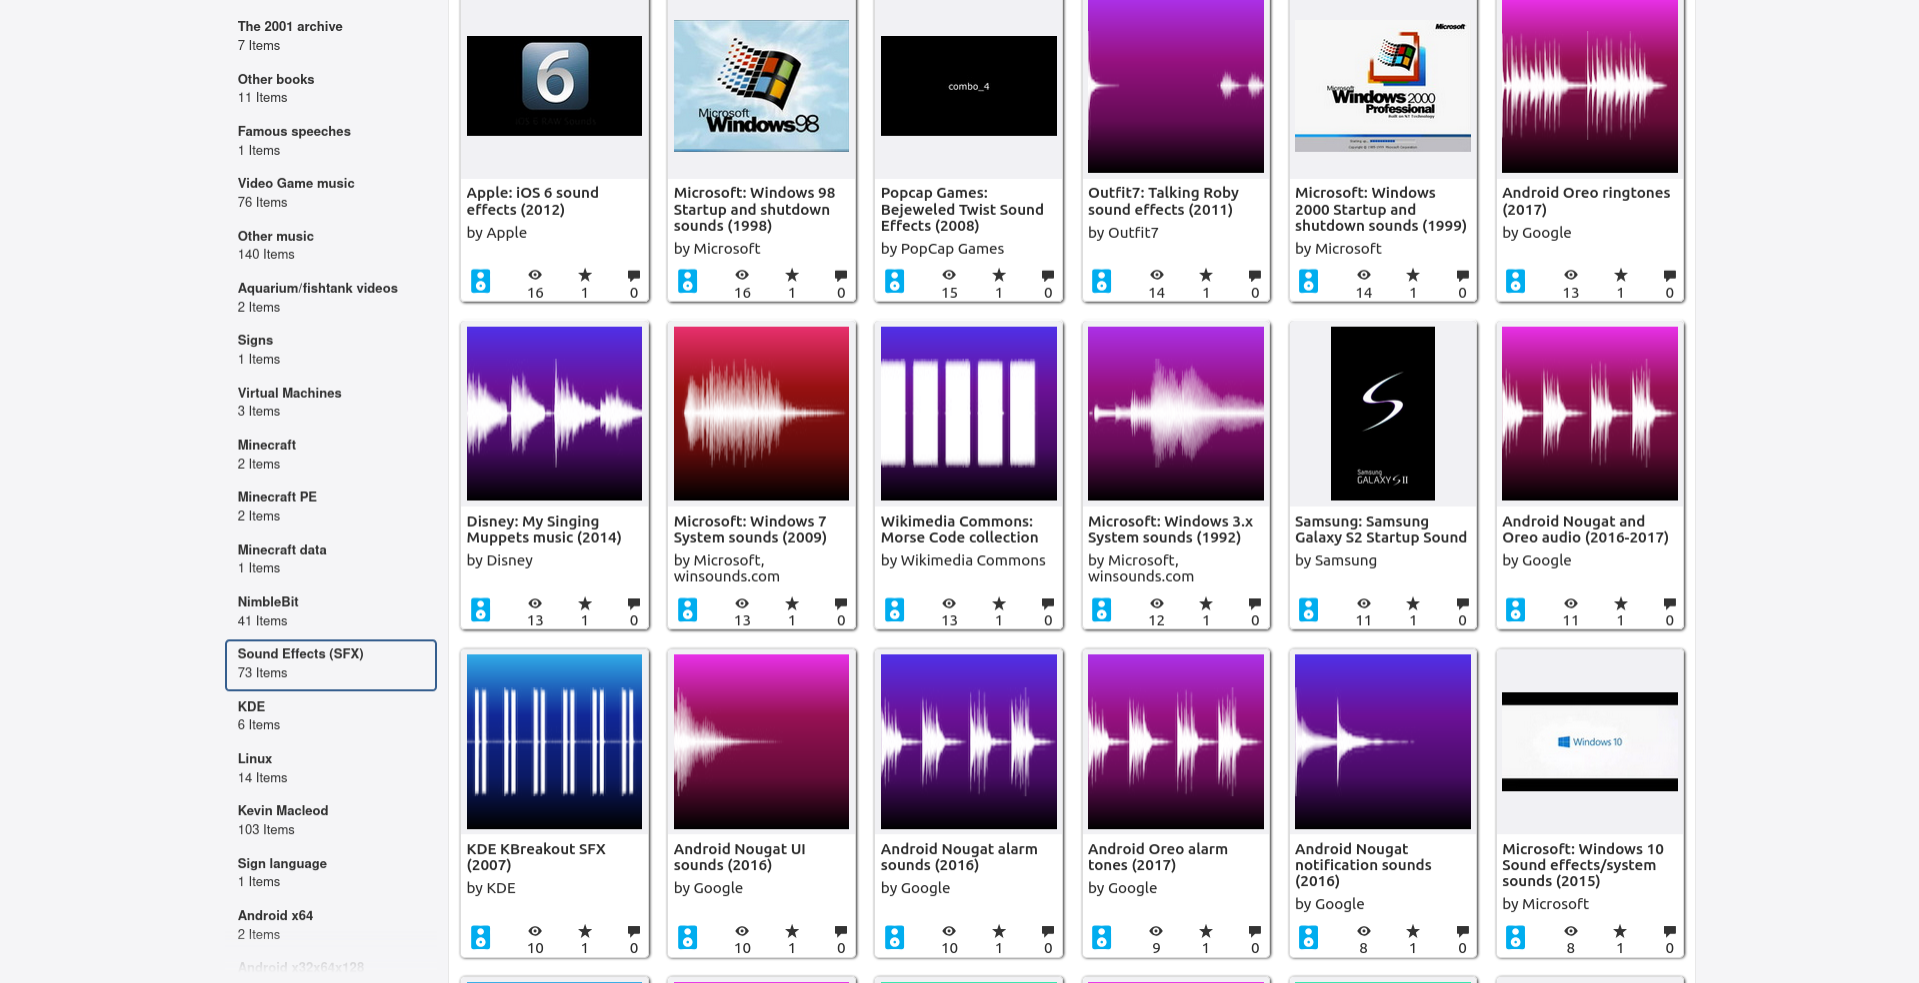 The 2001 archive
7 Items
Other books
11 Items
Famous speeches
1 Items
Video Game music
76 Items
Other music
140 Items
Aquarium/fishtank videos
2 Items
Signs
1 Items
Virtual Machines
3 Items
Minecraft
2 Items
Minecraft PE
2 Items
Minecraft data
1 Items
NimbleBit
41 Items
Sound Effects (SFX)
73 Items
KDE
6 Items
Linux
14 Items
Kevin Macleod
103 Items
Sign language
1 Items
Android x64
2 Items
Android x32x64x128
6
iOS 6 RAW Sounds
Apple: iOS 6 sound
effects (2012)
by Apple
16 1 0
Microsoft
Windows98
Microsoft: Windows 98
Startup and shutdown
sounds (1998)
by Microsoft
16 1 0
combo_4
Popcap Games:
Bejeweled Twist Sound
Effects (2008)
by PopCap Games
15 1 0
Outfit7: Talking Roby
sound effects (2011)
by Outfit7
14 1 0
Microsoft
Microsoft
Windows 2000
Professional
Built on NT Technology
Microsoft: Windows
2000 Startup and
shutdown sounds (1999)
by Microsoft
14 1 0
Android Oreo ringtones
(2017)
by Google
13 1 0
Disney: My Singing
Muppets music (2014)
by Disney
13 1 0
Microsoft: Windows 7
System sounds (2009)
by Microsoft,
winsounds.com
13 1 0
Wikimedia Commons:
Morse Code collection
by Wikimedia Commons
13 1 0
Microsoft: Windows 3.x
System sounds (1992)
by Microsoft,
winsounds.com
12 1 0
Samsung
GALAXY S II
Samsung: Samsung
Galaxy S2 Startup Sound
by Samsung
11 1 0
Android Nougat and
Oreo audio (2016-2017)
by Google
11 1 0
KDE KBreakout SFX
(2007)
by KDE
10 1 0
Android Nougat UI
sounds (2016)
by Google
10 1 0
Android Nougat alarm
sounds (2016)
by Google
10 1 0
Android Oreo alarm
tones (2017)
by Google
9 1 0
Android Nougat
notification sounds
(2016)
by Google
8 1 0
Windows 10
Microsoft: Windows 10
Sound effects/system
sounds (2015)
by Microsoft
8 1 0